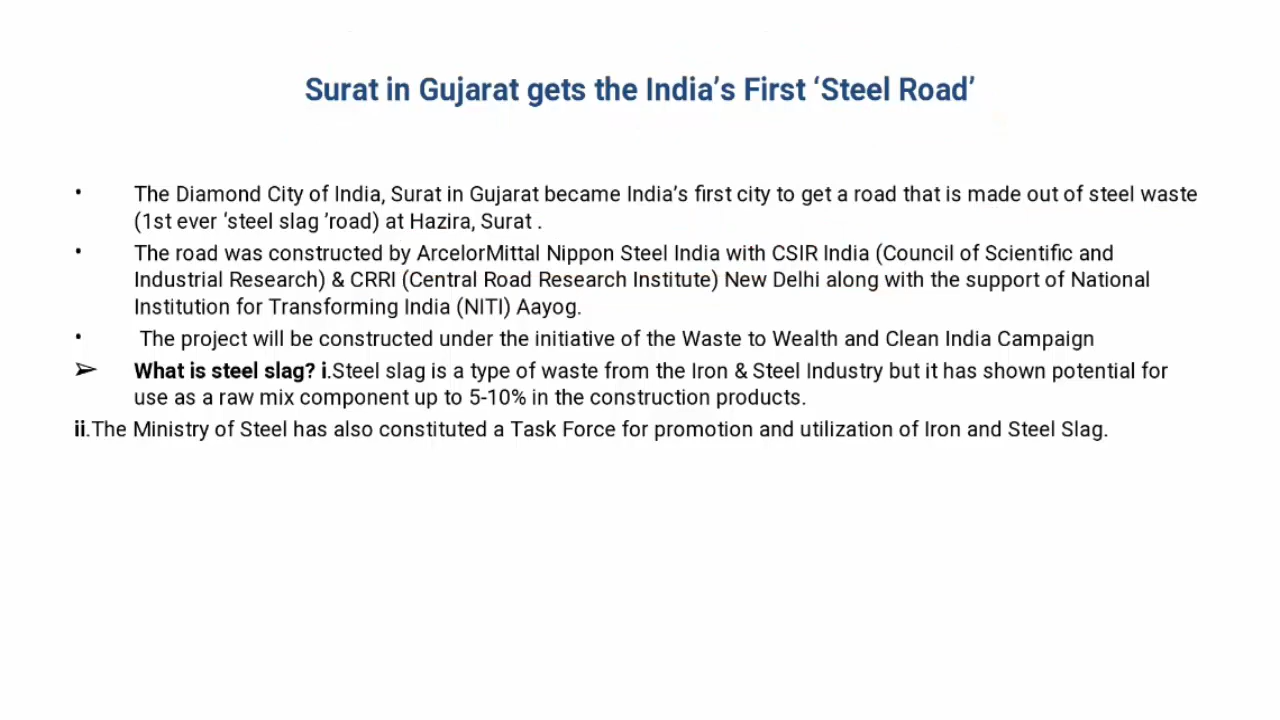 Surat in Gujarat gets the India’s First ‘Steel Road’
• The Diamond City of India, Surat in Gujarat became India’s first city to get a road that is made out of steel waste
(1st ever ‘steel slag ’road) at Hazira, Surat .
• The road was constructed by ArcelorMittal Nippon Steel India with CSIR India (Council of Scientific and
Industrial Research) & CRRI (Central Road Research Institute) New Delhi along with the support of National
Institution for Transforming India (NITI) Aayog.
• The project will be constructed under the initiative of the Waste to Wealth and Clean India Campaign
➢ What is steel slag? i.Steel slag is a type of waste from the Iron & Steel Industry but it has shown potential for
use as a raw mix component up to 5-10% in the construction products.
ii.The Ministry of Steel has also constituted a Task Force for promotion and utilization of Iron and Steel Slag.